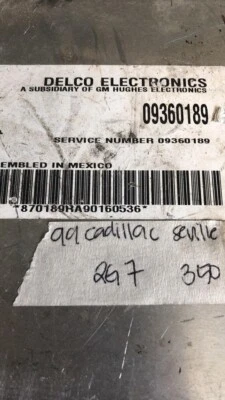 DELCO ELECTRONICS
A SUBSIDIARY OF GM HUGHES ELECTRONICS
09360189
SERVICE NUMBER 09360189
EMBLED IN MEXICO
*870189HA90160536*
99 cadillac seville
297 350